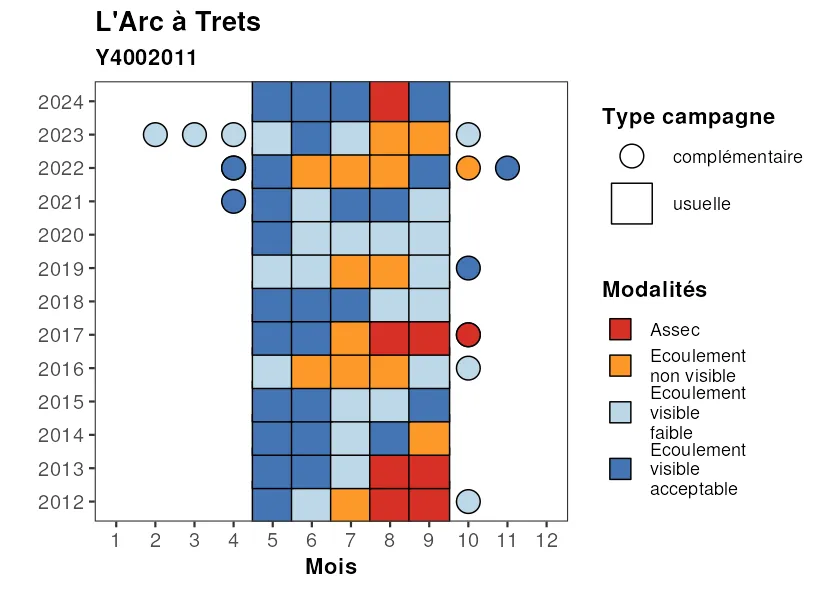 L'Arc à Trets
Y4002011
2024
2023
2022
2021
2020
2019
2018
2017
2016
2015
2014
2013
2012
1 2 3 4 5 6 7 8 9 10 11 12
Mois
Type campagne
complémentaire
usuelle
Modalités
Assec
Ecoulement
non visible
Ecoulement
visible
faible
Ecoulement
visible
acceptable